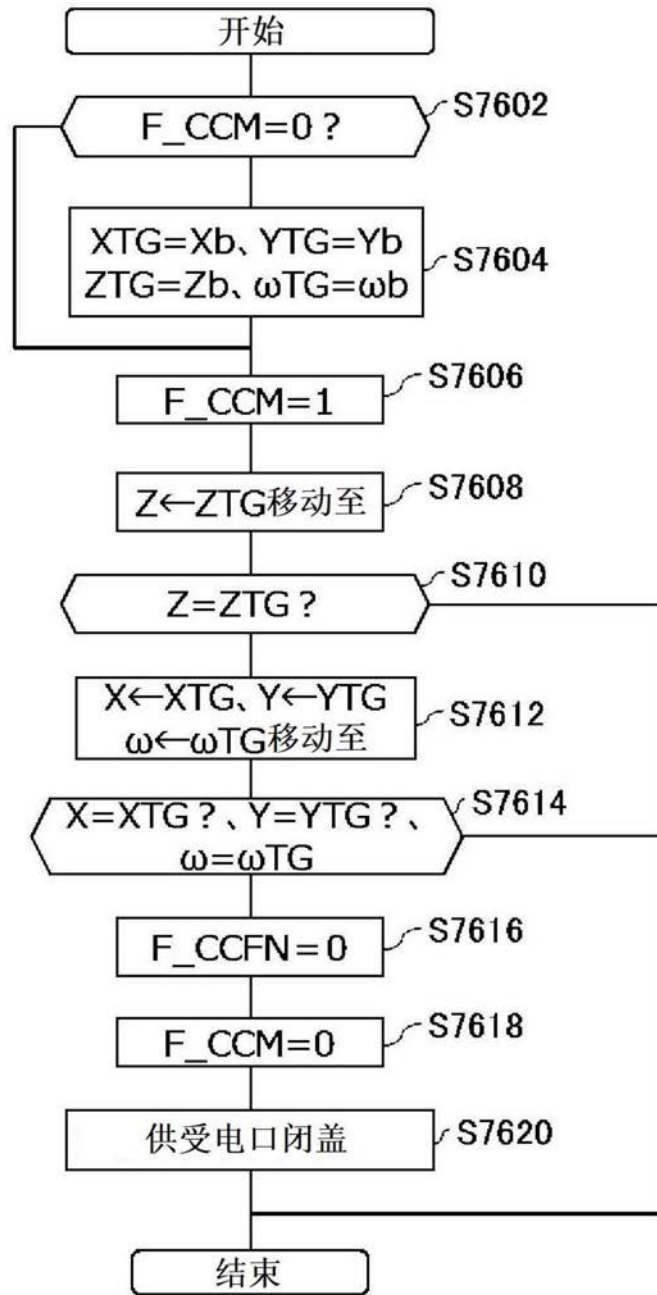 开始
F_CCM=0？
S7602
XTG=Xb、YTG=Yb
ZTG=Zb、ωTG=ωb
S7604
F_CCM=1
S7606
Z←ZTG移动至
S7608
Z=ZTG？
S7610
X←XTG、Y←YTG
ω←ωTG移动至
S7612
X=XTG？、Y=YTG？、
ω=ωTG
S7614
F_CCFN=0
S7616
F_CCM=0
S7618
供受电口闭盖
S7620
结束